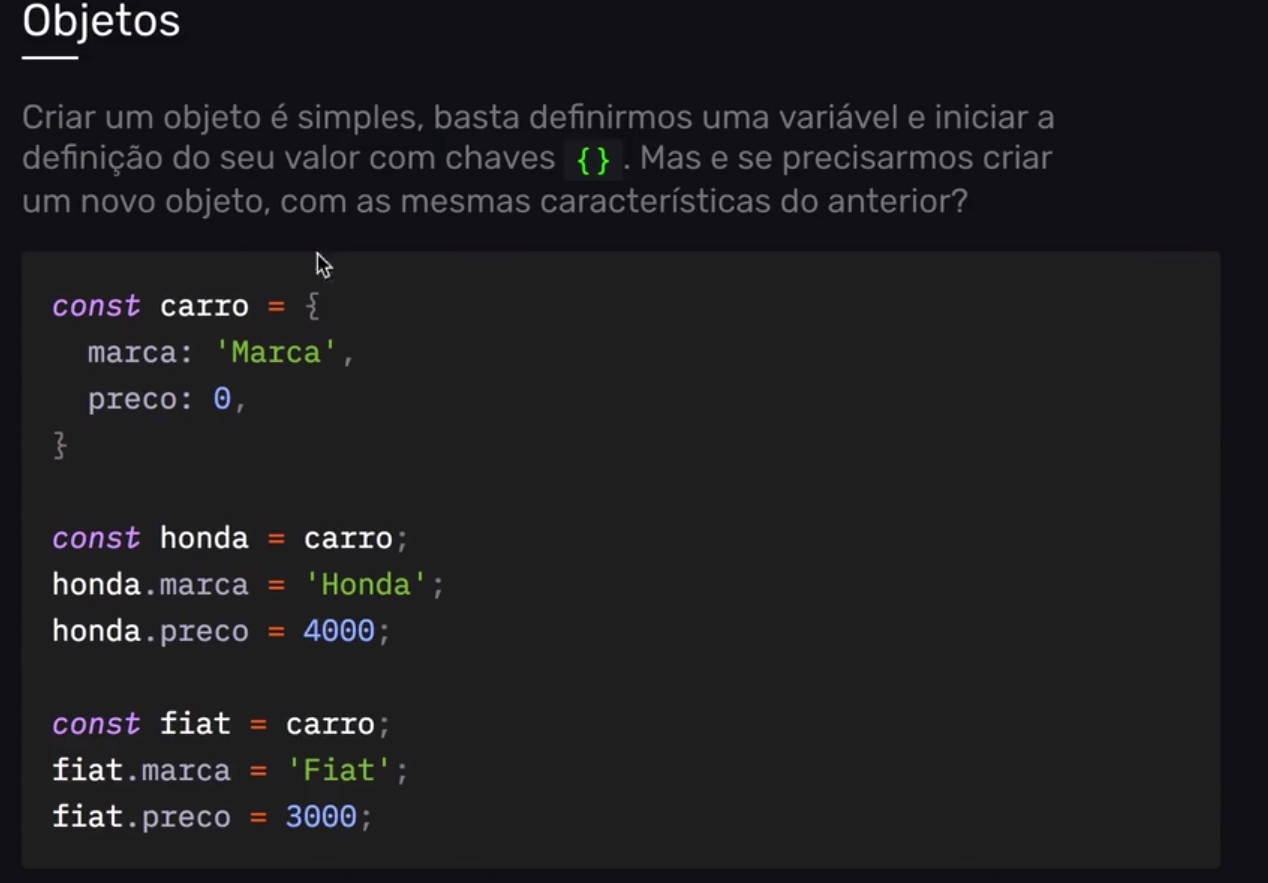 Objetos
Criar um objeto é simples, basta definirmos uma variável e iniciar a
definição do seu valor com chaves {}. Mas e se precisarmos criar
um novo objeto, com as mesmas características do anterior?
const carro = {
  marca: 'Marca',
  preco: 0,
}
const honda = carro;
honda.marca = 'Honda';
honda.preco = 4000;
const fiat = carro;
fiat.marca = 'Fiat';
fiat.preco = 3000;